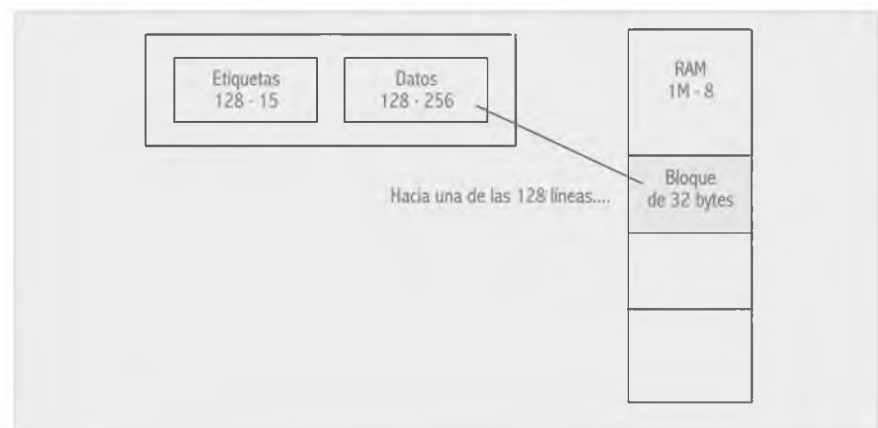 Etiquetas
128 · 15
Datos
128 · 256
RAM
1M · 8
Bloque
de 32 bytes
Hacia una de las 128 líneas....